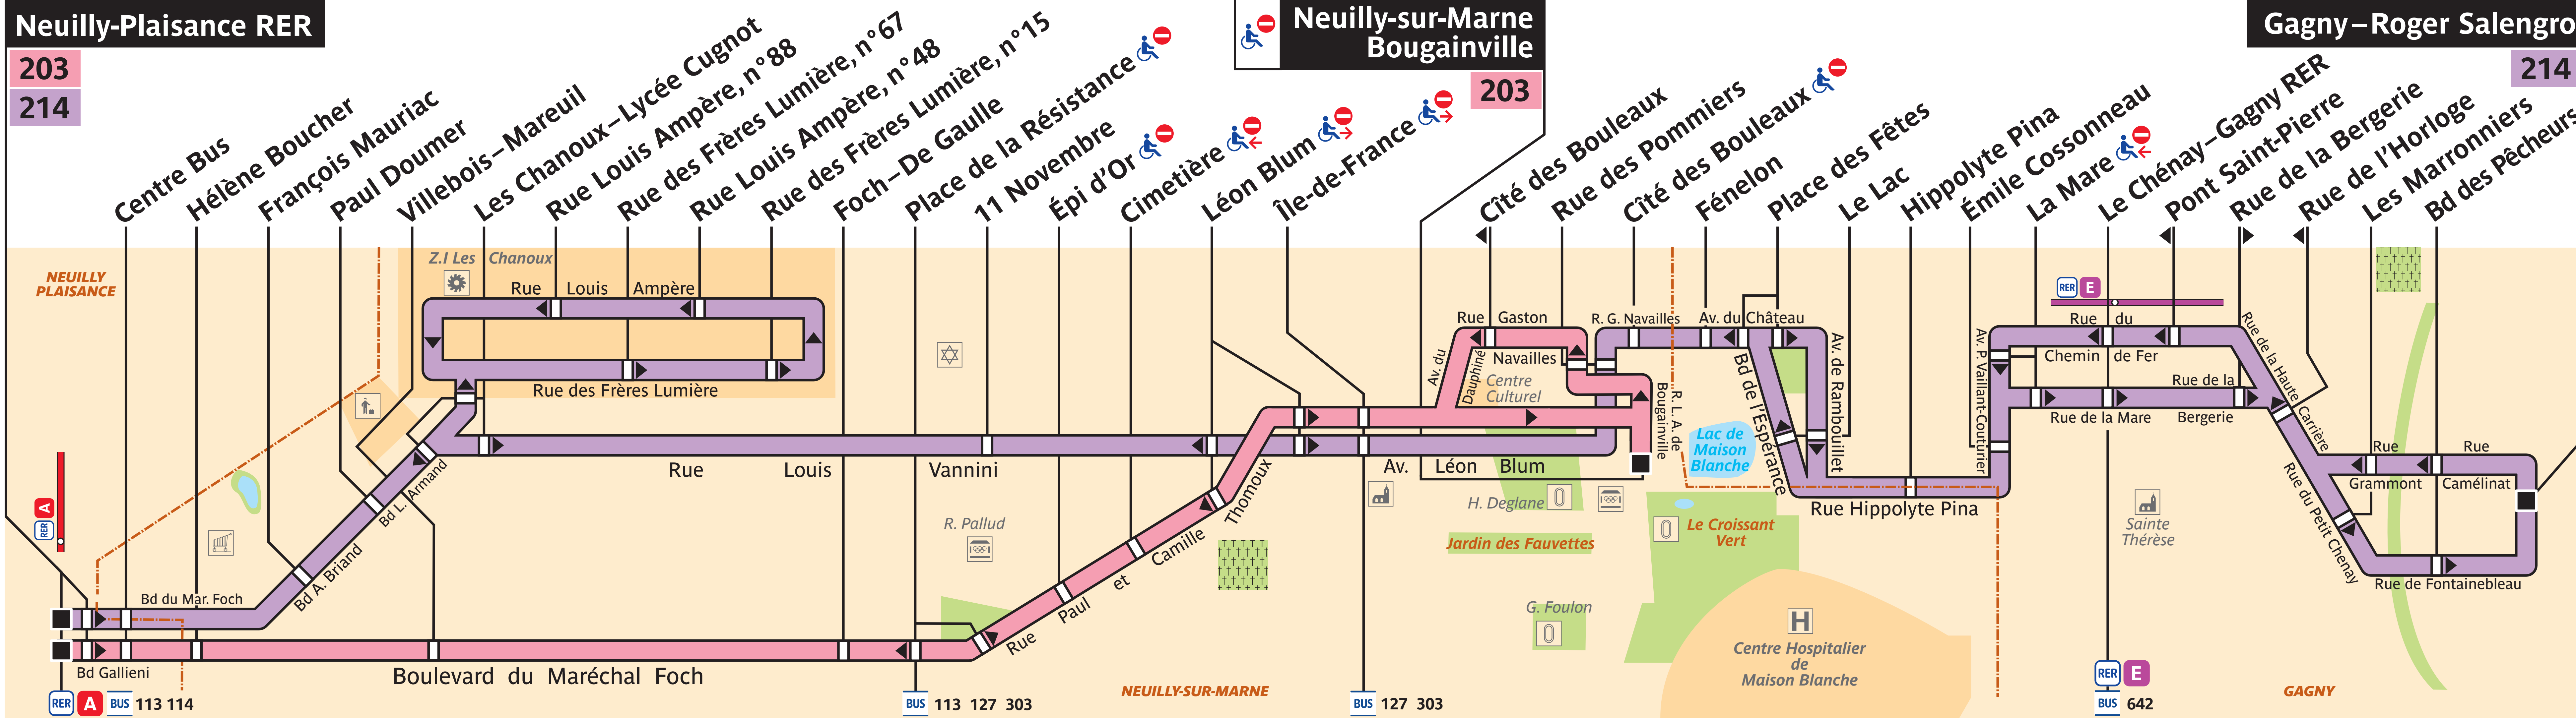 Neuilly-Plaisance RER
203
214
Neuilly-sur-Marne
Bougainville
203
Gagny–Roger Salengro
214
Centre Bus
Hélène Boucher
François Mauriac
Paul Doumer
Villebois–Mareuil
Les Chanoux–Lycée Cugnot
Rue Louis Ampère, n°88
Rue des Frères Lumière, n°67
Rue Louis Ampère, n°48
Rue des Frères Lumière, n°15
Foch–De Gaulle
Place de la Résistance
11 Novembre
Épi d'Or
Cimetière
Léon Blum
Île-de-France
Cîté des Bouleaux
Rue des Pommiers
Cîté des Bouleaux
Fénelon
Place des Fêtes
Le Lac
Hippolyte Pina
Émile Cossonneau
La Mare
Le Chénay–Gagny RER
Pont Saint-Pierre
Rue de la Bergerie
Rue de l'Horloge
Les Marronniers
Bd des Pêcheurs
NEUILLY
PLAISANCE
Z.I Les Chanoux
Rue Louis Ampère
Rue des Frères Lumière
Rue Louis Vannini
Bd L. Armand
Bd A. Briand
Bd du Mar. Foch
Bd Gallieni
Boulevard du Maréchal Foch
A
RER
RER A BUS 113 114
R. Pallud
Rue Paul et Camille Thomoux
BUS 113 127 303
NEUILLY-SUR-MARNE
BUS 127 303
Av. Léon Blum
Rue Gaston
Navailles
Av. du
Dauphiné
Centre
Culturel
R. G. Navailles
Bougainville
R. L. A. de
Av. du Château
Bd de l'Espérance
Av. de Rambouillet
Lac de
Maison
Blanche
H. Deglane
Jardin des Fauvettes
Le Croissant
Vert
G. Foulon
H
Centre Hospitalier
de
Maison Blanche
Rue Hippolyte Pina
Av. P. Vaillant-Couturier
RER E
Rue du
Chemin de Fer
Rue de la
Bergerie
Rue de la Mare
Rue de la Haute Carrière
Rue du Petit Chenay
Rue
Grammont
Rue
Camélinat
Rue de Fontainebleau
Sainte
Thérèse
RER E
BUS 642
GAGNY